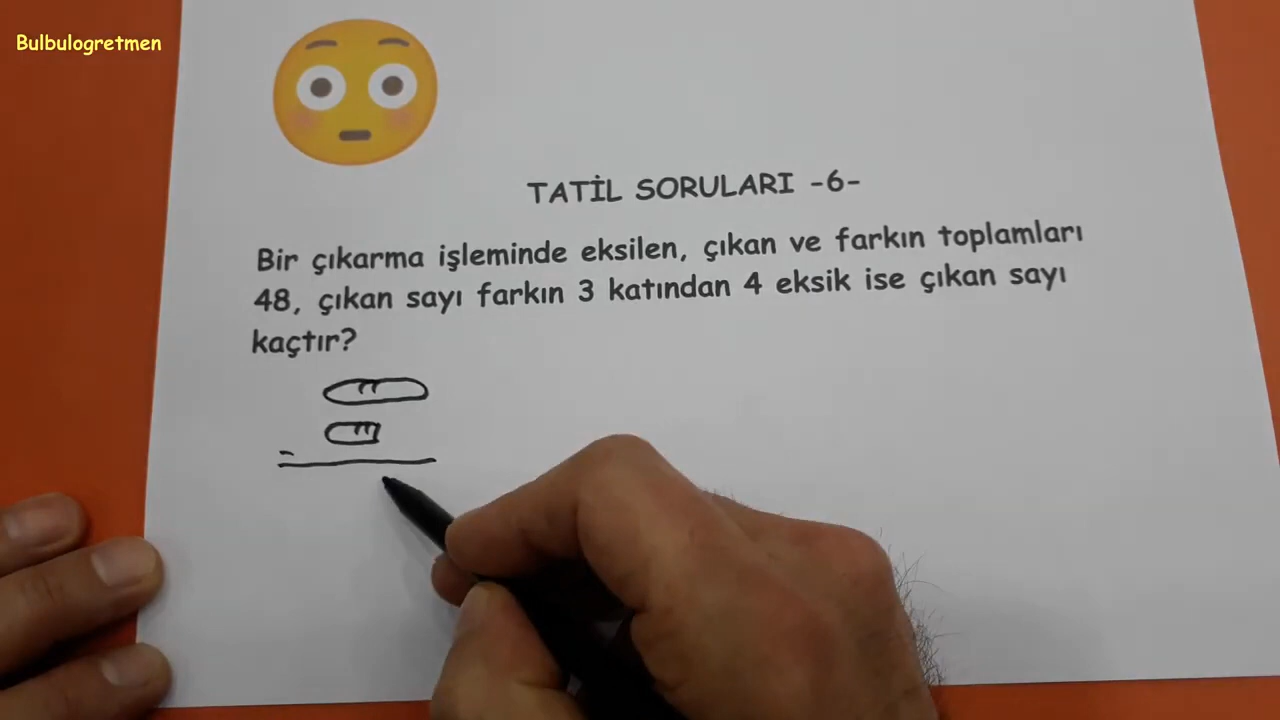 Bulbulogretmen
TATİL SORULARI -6-
Bir çıkarma işleminde eksilen, çıkan ve farkın toplamları
48, çıkan sayı farkın 3 katından 4 eksik ise çıkan sayı
kaçtır?